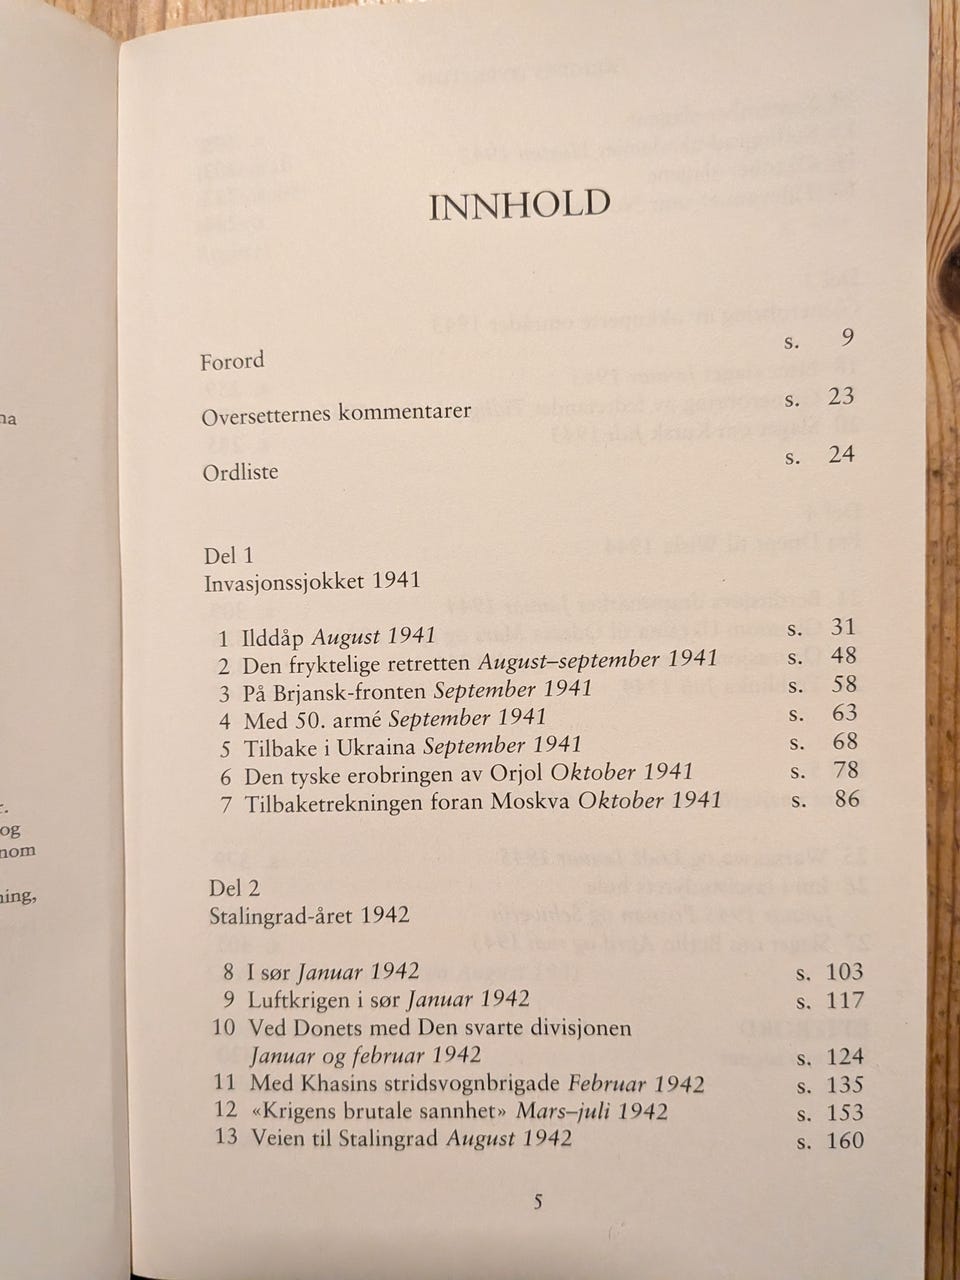 na
r.
og
nom
ning,
INNHOLD
Forord s. 9
Oversetternes kommentarer s. 23
Ordliste s. 24
Del 1
Invasjonssjokket 1941
1 Ilddåp August 1941 s. 31
2 Den fryktelige retretten August–september 1941 s. 48
3 På Brjansk-fronten September 1941 s. 58
4 Med 50. armé September 1941 s. 63
5 Tilbake i Ukraina September 1941 s. 68
6 Den tyske erobringen av Orjol Oktober 1941 s. 78
7 Tilbaketrekningen foran Moskva Oktober 1941 s. 86
Del 2
Stalingrad-året 1942
8 I sør Januar 1942 s. 103
9 Luftkrigen i sør Januar 1942 s. 117
10 Ved Donets med Den svarte divisjonen
Januar og februar 1942 s. 124
11 Med Khasins stridsvognbrigade Februar 1942 s. 135
12 «Krigens brutale sannhet» Mars–juli 1942 s. 153
13 Veien til Stalingrad August 1942 s. 160
5